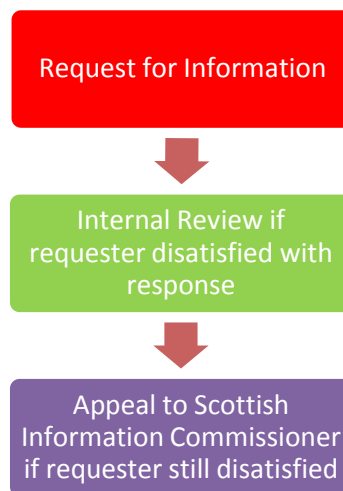 Request for Information
Internal Review if
requester disatisfied with
response
Appeal to Scottish
Information Commissioner
if requester still disatisfied